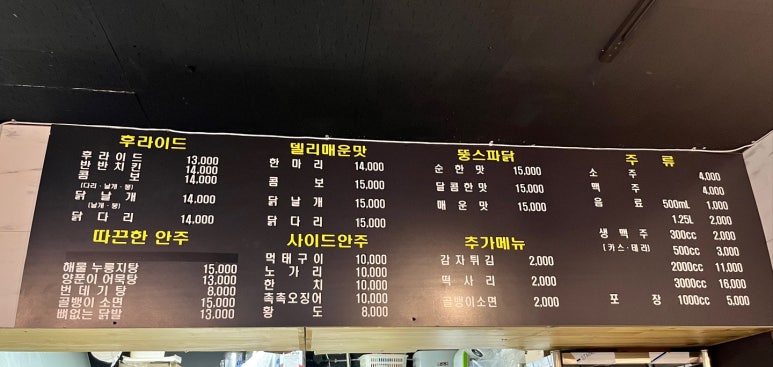 후라이드
후라이드 13,000
반반치킨 14,000
콤보 14,000
(다리·날개·봉)
닭날개 14,000
(날개·봉)
닭다리 14,000
따끈한 안주
해물 누룽지탕 15,000
양푼이 어묵탕 13,000
번데기탕 8,000
골뱅이 소면 15,000
뼈없는 닭발 13,000
델리매운맛
한마리 14,000
콤보 15,000
닭날개 15,000
닭다리 15,000
사이드안주
먹태구이 10,000
노가리 10,000
한치 10,000
촉촉오징어 10,000
황도 8,000
뚱스파닭
순한맛 15,000
달콤한맛 15,000
매운맛 15,000
추가메뉴
감자튀김 2,000
떡사리 2,000
골뱅이소면 2,000
주류
소주 4,000
맥주 4,000
음료 500mL 1,000
1.25L 2,000
생맥주 300cc 2,000
(카스·테라) 500cc 3,000
2000cc 11,000
3000cc 16,000
포장 1000cc 5,000